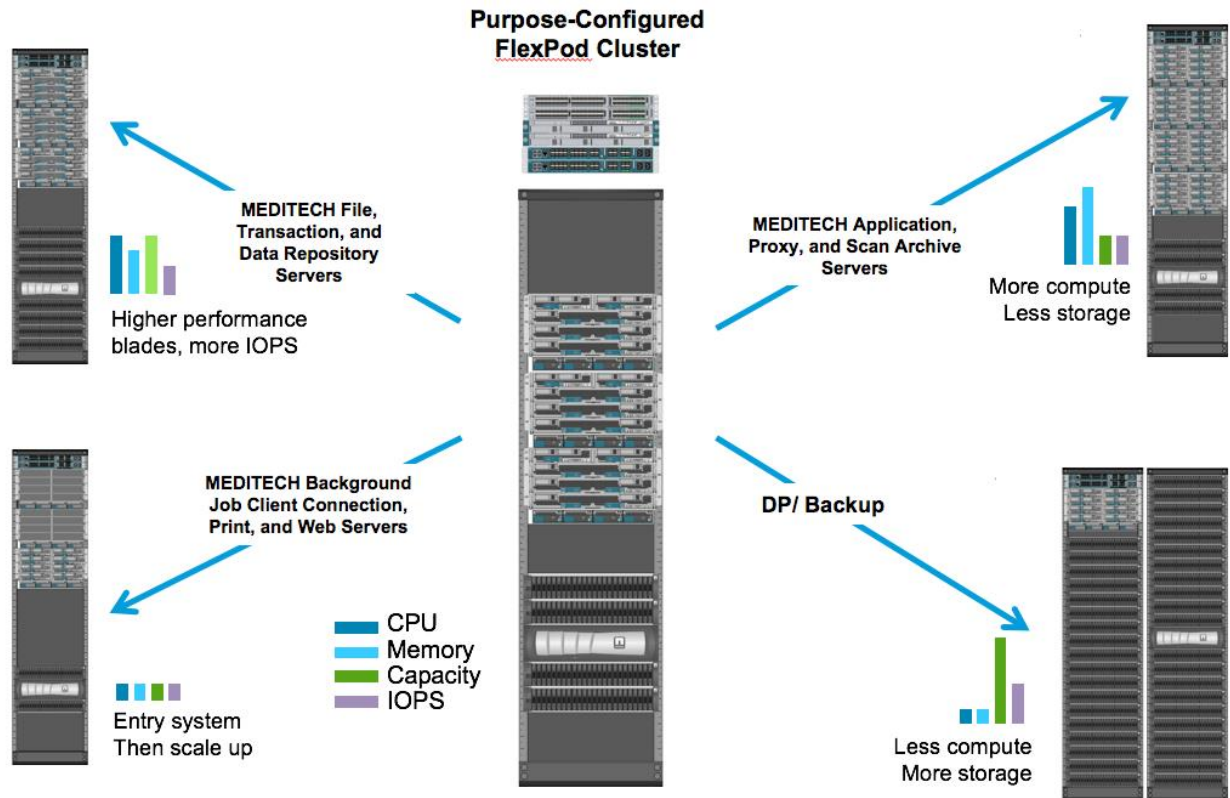 Purpose-Configured
FlexPod Cluster
MEDITECH File,
Transaction, and
Data Repository
Servers
Higher performance
blades, more IOPS
MEDITECH Application,
Proxy, and Scan Archive
Servers
More compute
Less storage
MEDITECH Background
Job Client Connection,
Print, and Web Servers
Entry system
Then scale up
CPU
Memory
Capacity
IOPS
DP/ Backup
Less compute
More storage